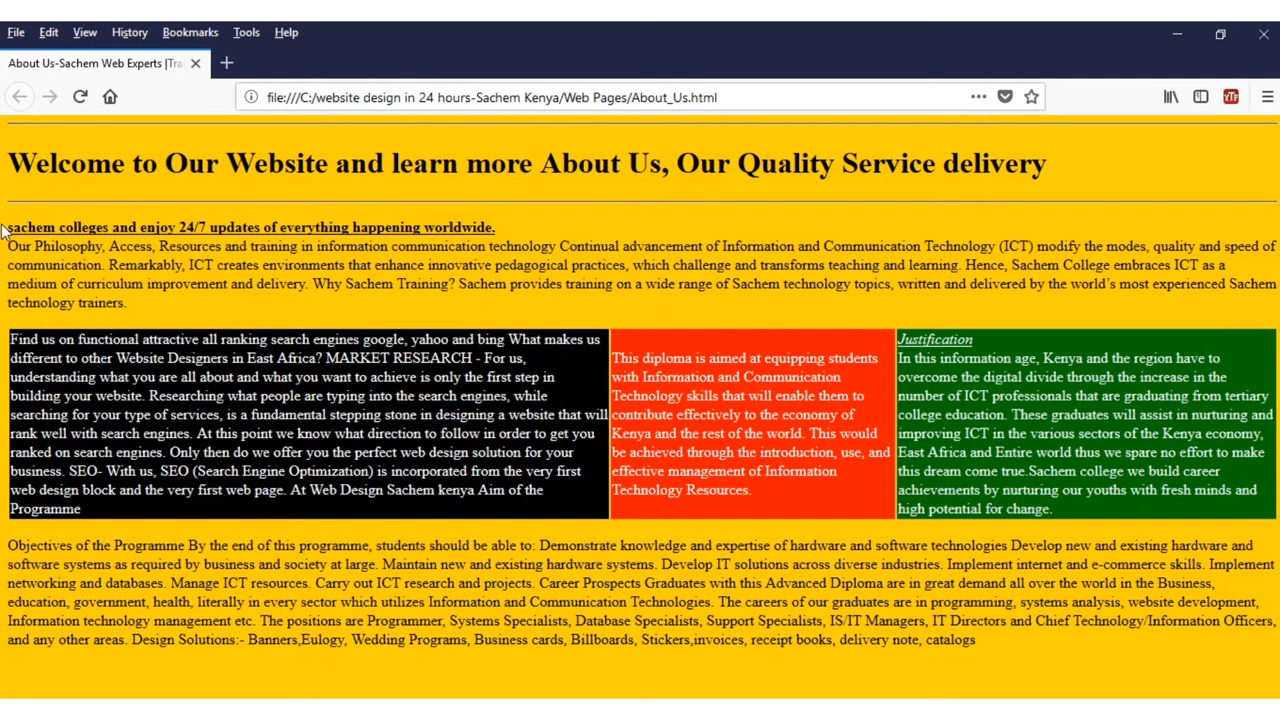 File Edit View History Bookmarks Tools Help
About Us-Sachem Web Experts |Trai
file:///C:/website design in 24 hours-Sachem Kenya/Web Pages/About_Us.html
YTF
Welcome to Our Website and learn more About Us, Our Quality Service delivery
sachem colleges and enjoy 24/7 updates of everything happening worldwide.
Our Philosophy, Access, Resources and training in information communication technology Continual advancement of Information and Communication Technology (ICT) modify the modes, quality and speed of
communication. Remarkably, ICT creates environments that enhance innovative pedagogical practices, which challenge and transforms teaching and learning. Hence, Sachem College embraces ICT as a
medium of curriculum improvement and delivery. Why Sachem Training? Sachem provides training on a wide range of Sachem technology topics, written and delivered by the world’s most experienced Sachem
technology trainers.
Find us on functional attractive all ranking search engines google, yahoo and bing What makes us
different to other Website Designers in East Africa? MARKET RESEARCH - For us,
understanding what you are all about and what you want to achieve is only the first step in
building your website. Researching what people are typing into the search engines, while
searching for your type of services, is a fundamental stepping stone in designing a website that will
rank well with search engines. At this point we know what direction to follow in order to get you
ranked on search engines. Only then do we offer you the perfect web design solution for your
business. SEO- With us, SEO (Search Engine Optimization) is incorporated from the very first
web design block and the very first web page. At Web Design Sachem kenya Aim of the
Programme
This diploma is aimed at equipping students
with Information and Communication
Technology skills that will enable them to
contribute effectively to the economy of
Kenya and the rest of the world. This would
be achieved through the introduction, use, and
effective management of Information
Technology Resources.
Justification
In this information age, Kenya and the region have to
overcome the digital divide through the increase in the
number of ICT professionals that are graduating from tertiary
college education. These graduates will assist in nurturing and
improving ICT in the various sectors of the Kenya economy,
East Africa and Entire world thus we spare no effort to make
this dream come true.Sachem college we build career
achievements by nurturing our youths with fresh minds and
high potential for change.
Objectives of the Programme By the end of this programme, students should be able to: Demonstrate knowledge and expertise of hardware and software technologies Develop new and existing hardware and
software systems as required by business and society at large. Maintain new and existing hardware systems. Develop IT solutions across diverse industries. Implement internet and e-commerce skills. Implement
networking and databases. Manage ICT resources. Carry out ICT research and projects. Career Prospects Graduates with this Advanced Diploma are in great demand all over the world in the Business,
education, government, health, literally in every sector which utilizes Information and Communication Technologies. The careers of our graduates are in programming, systems analysis, website development,
Information technology management etc. The positions are Programmer, Systems Specialists, Database Specialists, Support Specialists, IS/IT Managers, IT Directors and Chief Technology/Information Officers,
and any other areas. Design Solutions:- Banners,Eulogy, Wedding Programs, Business cards, Billboards, Stickers,invoices, receipt books, delivery note, catalogs